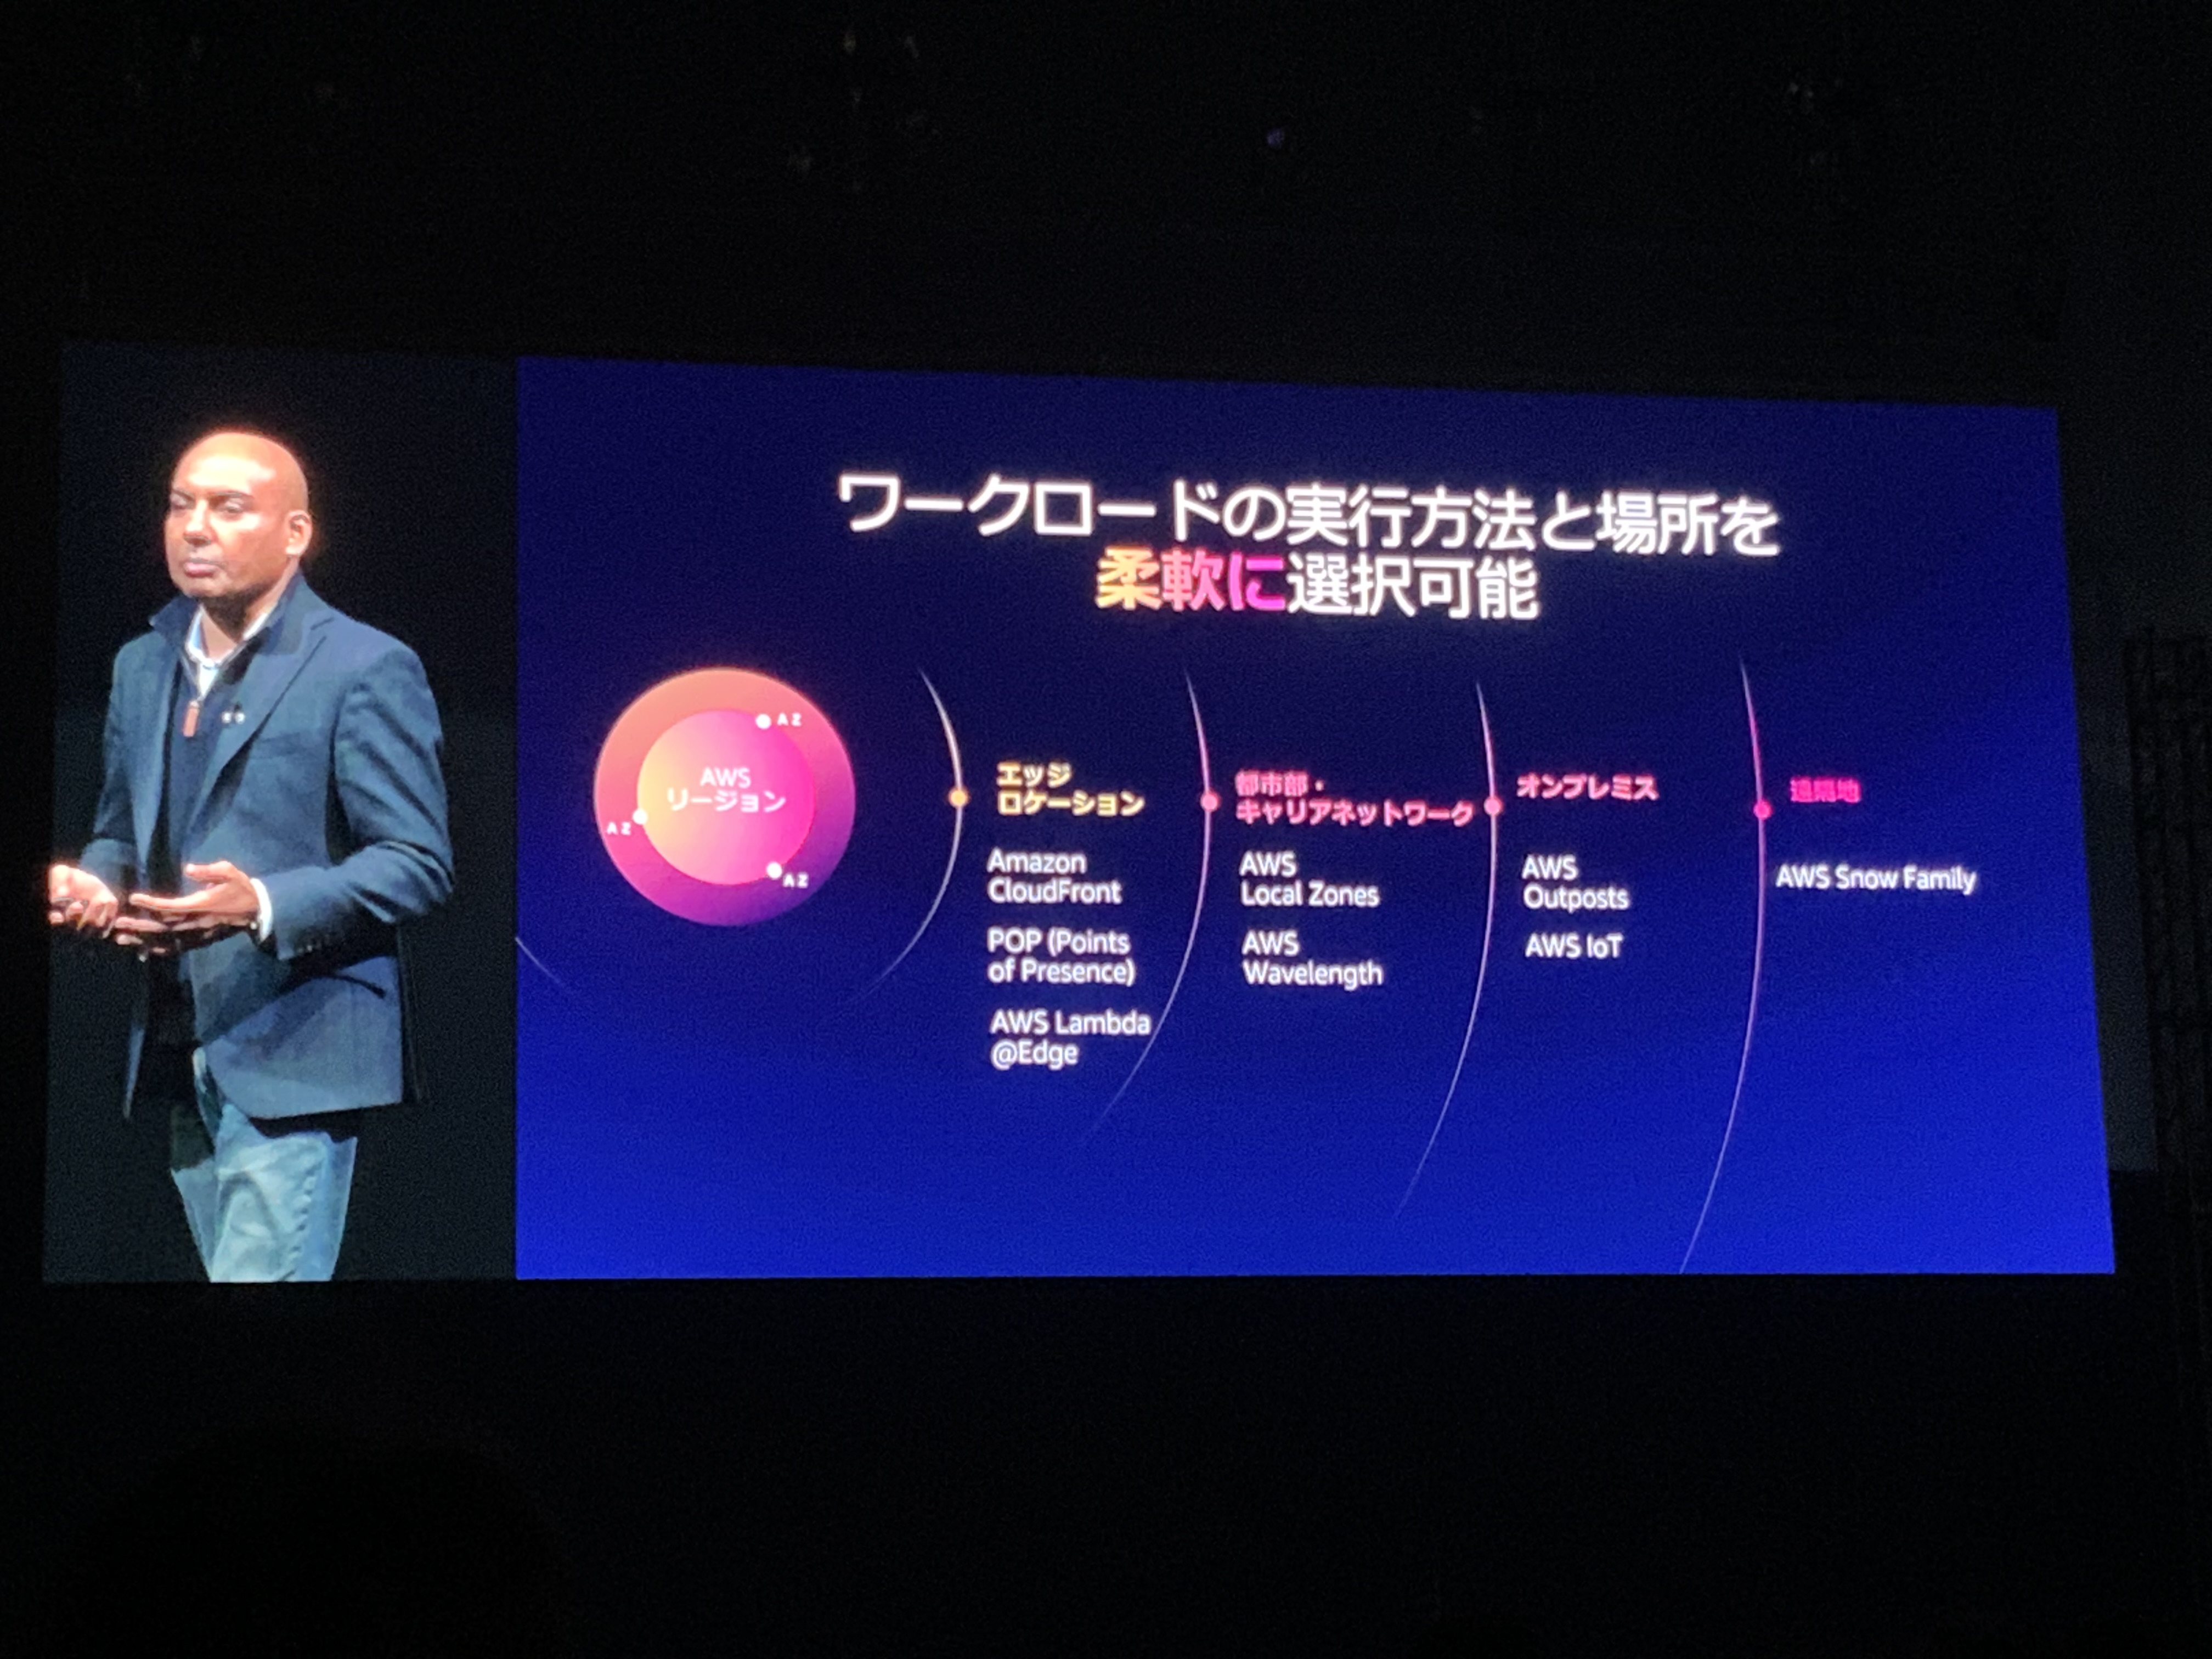 ワークロードの実行方法と場所を
柔軟に選択可能
AZ
AWS
リージョン
AZ
AZ
エッジ
ロケーション
Amazon
CloudFront
POP (Points
of Presence)
AWS Lambda
@Edge
都市部・
キャリアネットワーク
AWS
Local Zones
AWS
Wavelength
オンプレミス
AWS
Outposts
AWS IoT
遠隔地
AWS Snow Family